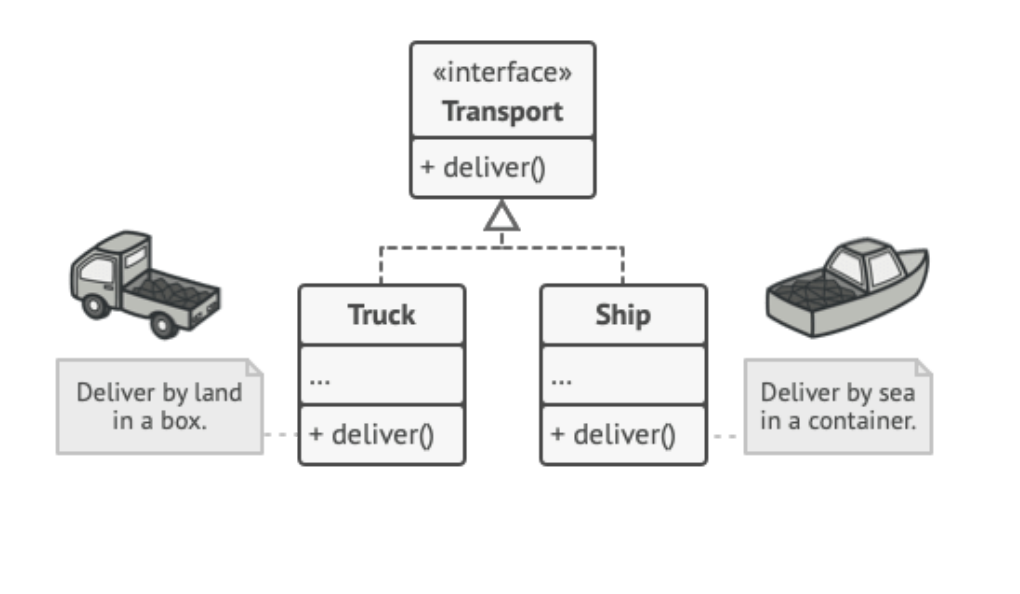 «interface»
Transport
+ deliver()
Truck
...
+ deliver()
Ship
...
+ deliver()
Deliver by land
in a box.
Deliver by sea
in a container.